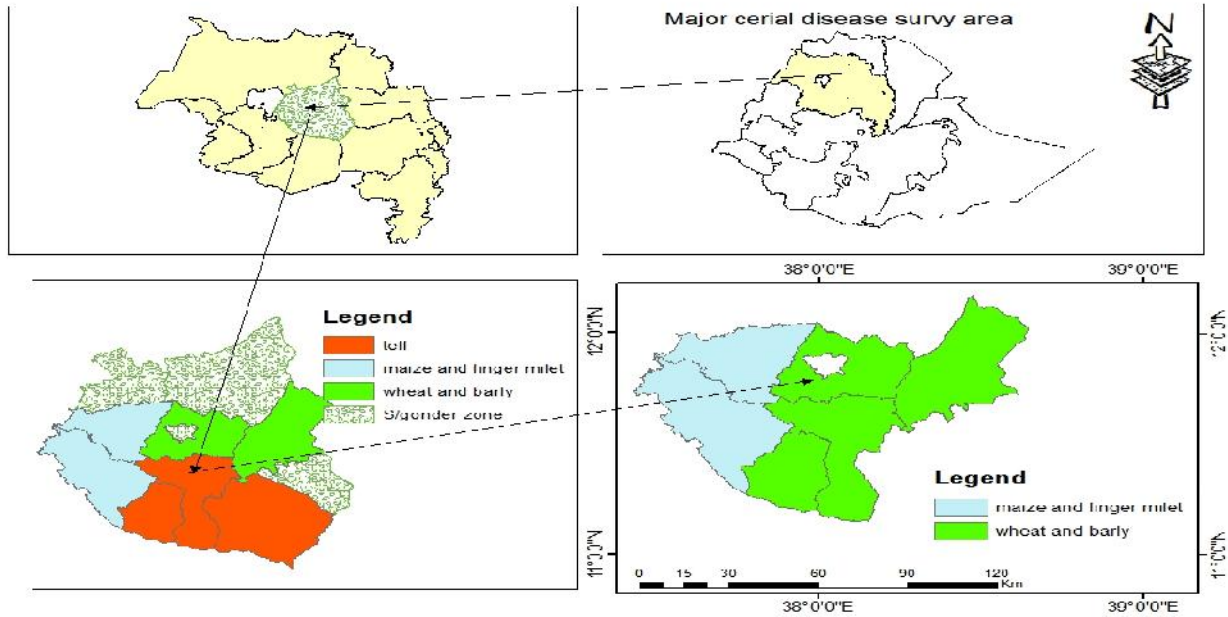 Major cerial disease survy area
N
38°0'0"E 39°0'0"E
12°0'0"N
11°0'0"N
Legend
teff
maize and finger milet
wheat and barly
S/gonder zone
12°0'0"N
11°0'0"N
Legend
maize and finger milet
wheat and barly
0 15 30 60 90 120
Km
38°0'0"E 39°0'0"E